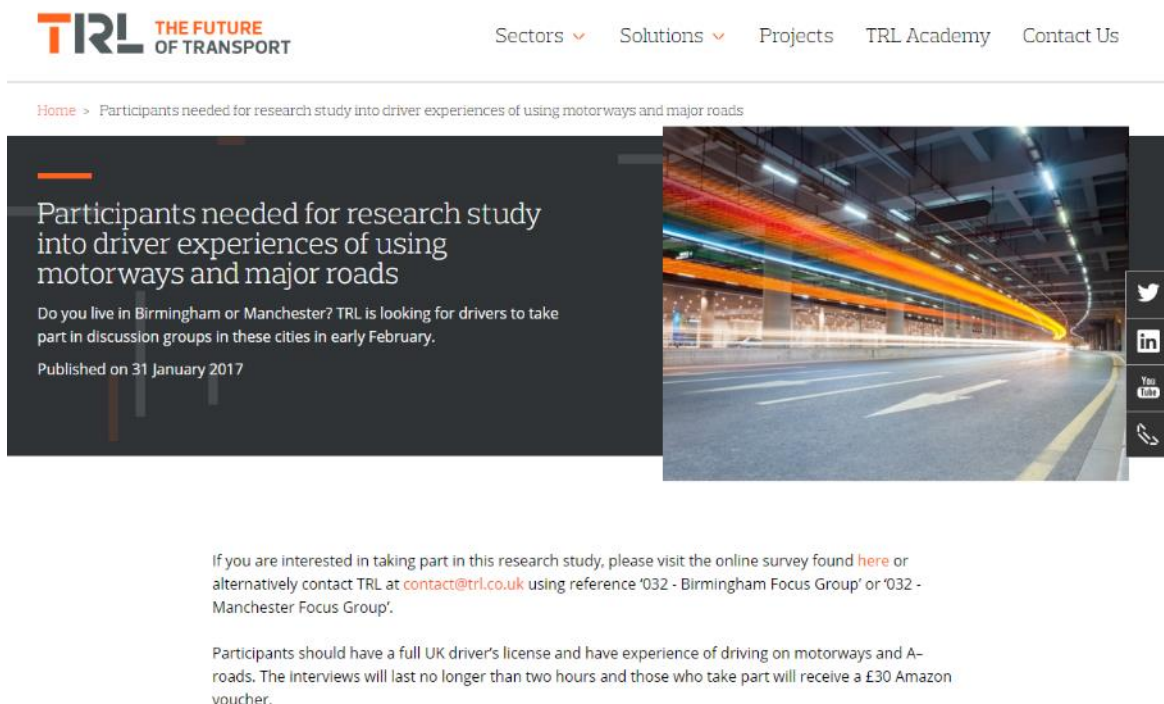 TRL THE FUTURE
OF TRANSPORT
Sectors Solutions Projects TRL Academy Contact Us
Home > Participants needed for research study into driver experiences of using motorways and major roads
Participants needed for research study
into driver experiences of using
motorways and major roads
Do you live in Birmingham or Manchester? TRL is looking for drivers to take
part in discussion groups in these cities in early February.
Published on 31 January 2017
in
You
Tube
If you are interested in taking part in this research study, please visit the online survey found here or
alternatively contact TRL at contact@trl.co.uk using reference ‘032 - Birmingham Focus Group’ or ‘032 -
Manchester Focus Group’.
Participants should have a full UK driver’s license and have experience of driving on motorways and A–
roads. The interviews will last no longer than two hours and those who take part will receive a £30 Amazon
voucher.